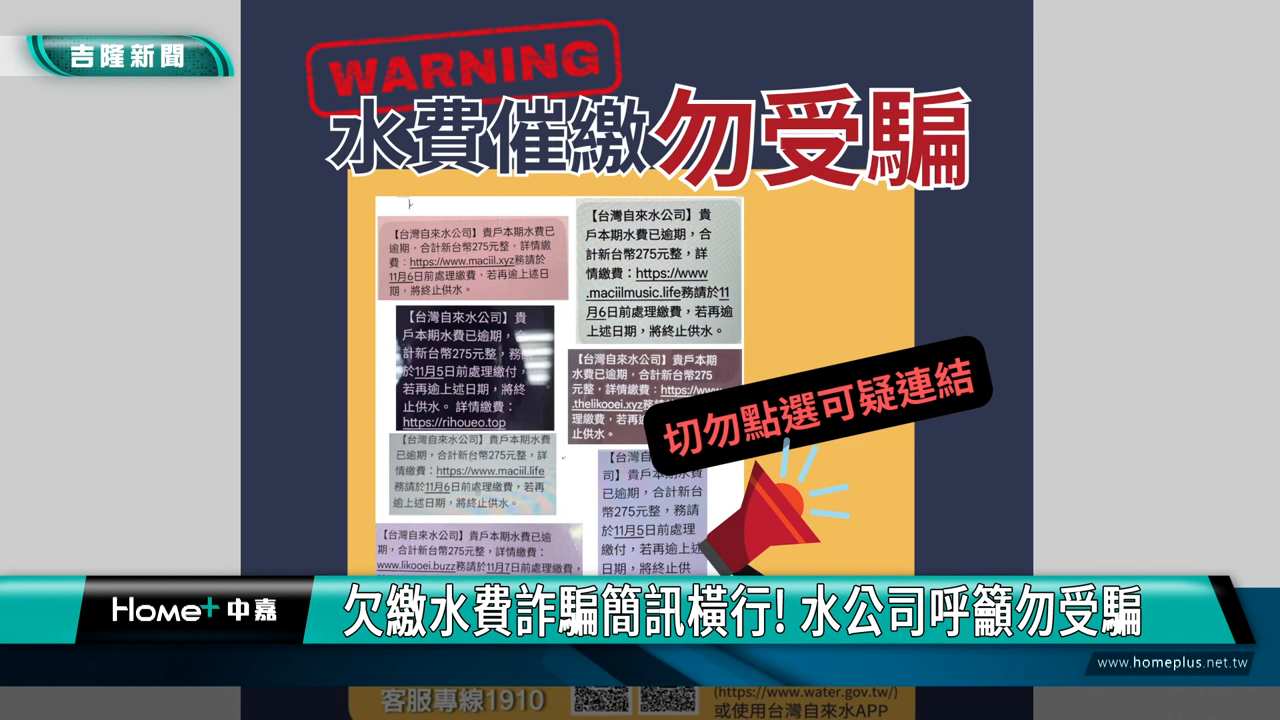 吉隆新聞
WARNING
水費催繳勿受騙
【台灣自來水公司】貴戶本期水費已
逾期，合計新台幣275元整，詳情繳
費：https://www.maciil.xyz務請於
11月6日前處理繳費，若再逾上述日
期，將終止供水。
【台灣自來水公司】貴
戶本期水費已逾期，合
計新台幣275元整，詳
情繳費：https://www
.maciilmusic.life務請於11
月6日前處理繳費，若再逾
上述日期，將終止供水。
【台灣自來水公司】貴
戶本期水費已逾期，合
計新台幣275元整，務請
於11月5日前處理繳付，
若再逾上述日期，將終
止供水。 詳情繳費：
https://rihoueo.top
【台灣自來水公司】貴戶本期
水費已逾期，合計新台幣275
元整，詳情繳費：https://www
.thelikooei.xyz務
理繳費，若再
止供水。
切勿點選可疑連結
【台灣自來水公司】貴戶本期水費
已逾期，合計新台幣275元整，詳
情繳費：https://www.maciil.life
務請於11月6日前處理繳費，若再
逾上述日期，將終止供水。
【台灣自
司】貴戶本期水費
已逾期，合計新台
幣275元整，務請
於11月5日前處理
繳付，若再逾上述
日期，將終止供
【台灣自來水公司】貴戶本期水費已逾
期，合計新台幣275元整，詳情繳費：
www.likooei.buzz務請於11月7日前處理繳費，
Home+中嘉
欠繳水費詐騙簡訊橫行! 水公司呼籲勿受騙
www.homeplus.net.tw
客服專線1910
(https://www.water.gov.tw/)
或使用台灣自來水APP